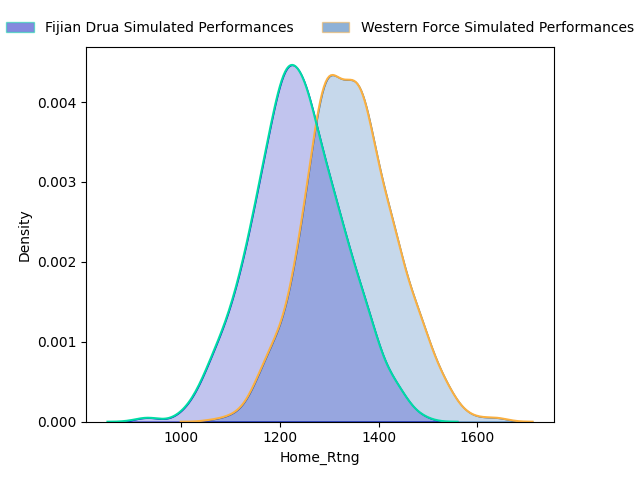 Fijian Drua Simulated Performances
Western Force Simulated Performances
0.004
0.003
0.002
0.001
0.000
Density
1000
1200
1400
1600
Home_Rtng